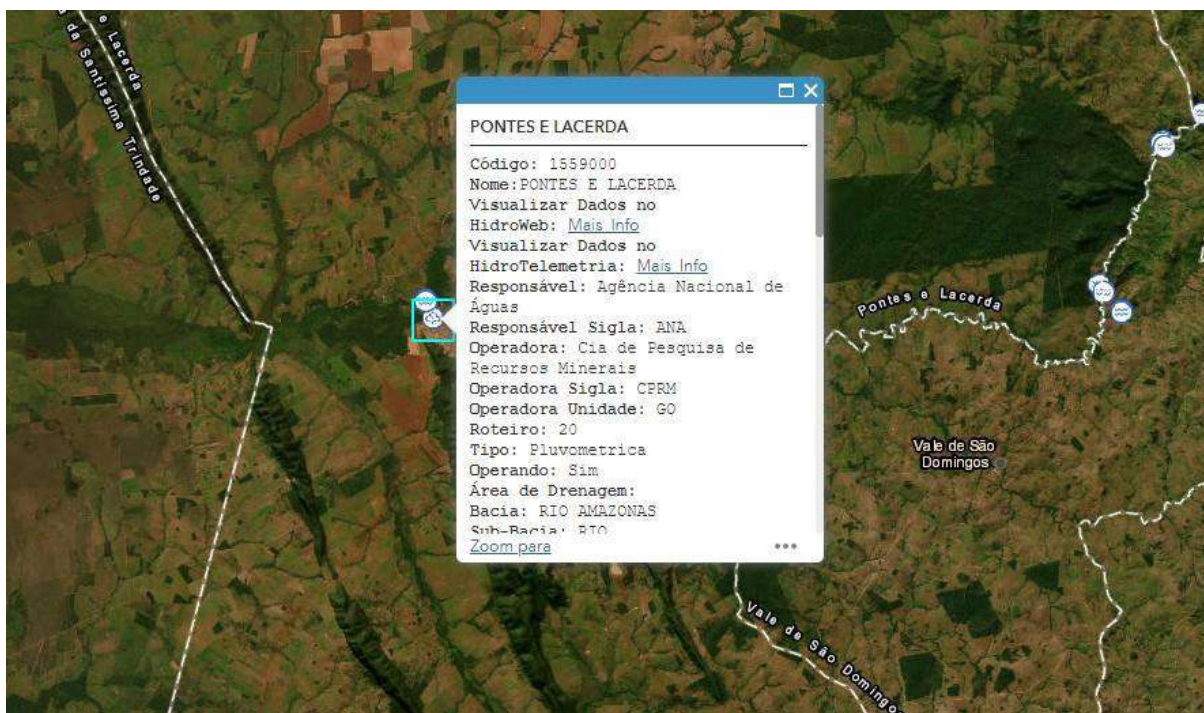 PONTES E LACERDA
Código: 1559000
Nome:PONTES E LACERDA
Visualizar Dados no
HidroWeb: Mais Info
Visualizar Dados no
HidroTelemetria: Mais Info
Responsável: Agência Nacional de
Águas
Responsável Sigla: ANA
Operadora: Cia de Pesquisa de
Recursos Minerais
Operadora Sigla: CPRM
Operadora Unidade: GO
Roteiro: 20
Tipo: Pluvometrica
Operando: Sim
Área de Drenagem:
Bacia: RIO AMAZONAS
Sub-Bacia: RIO
Zoom para
e Lacerda
da Santíssima Trindade
Pontes e Lacerda
Vale de São
Domingos
Vale de São Domingos